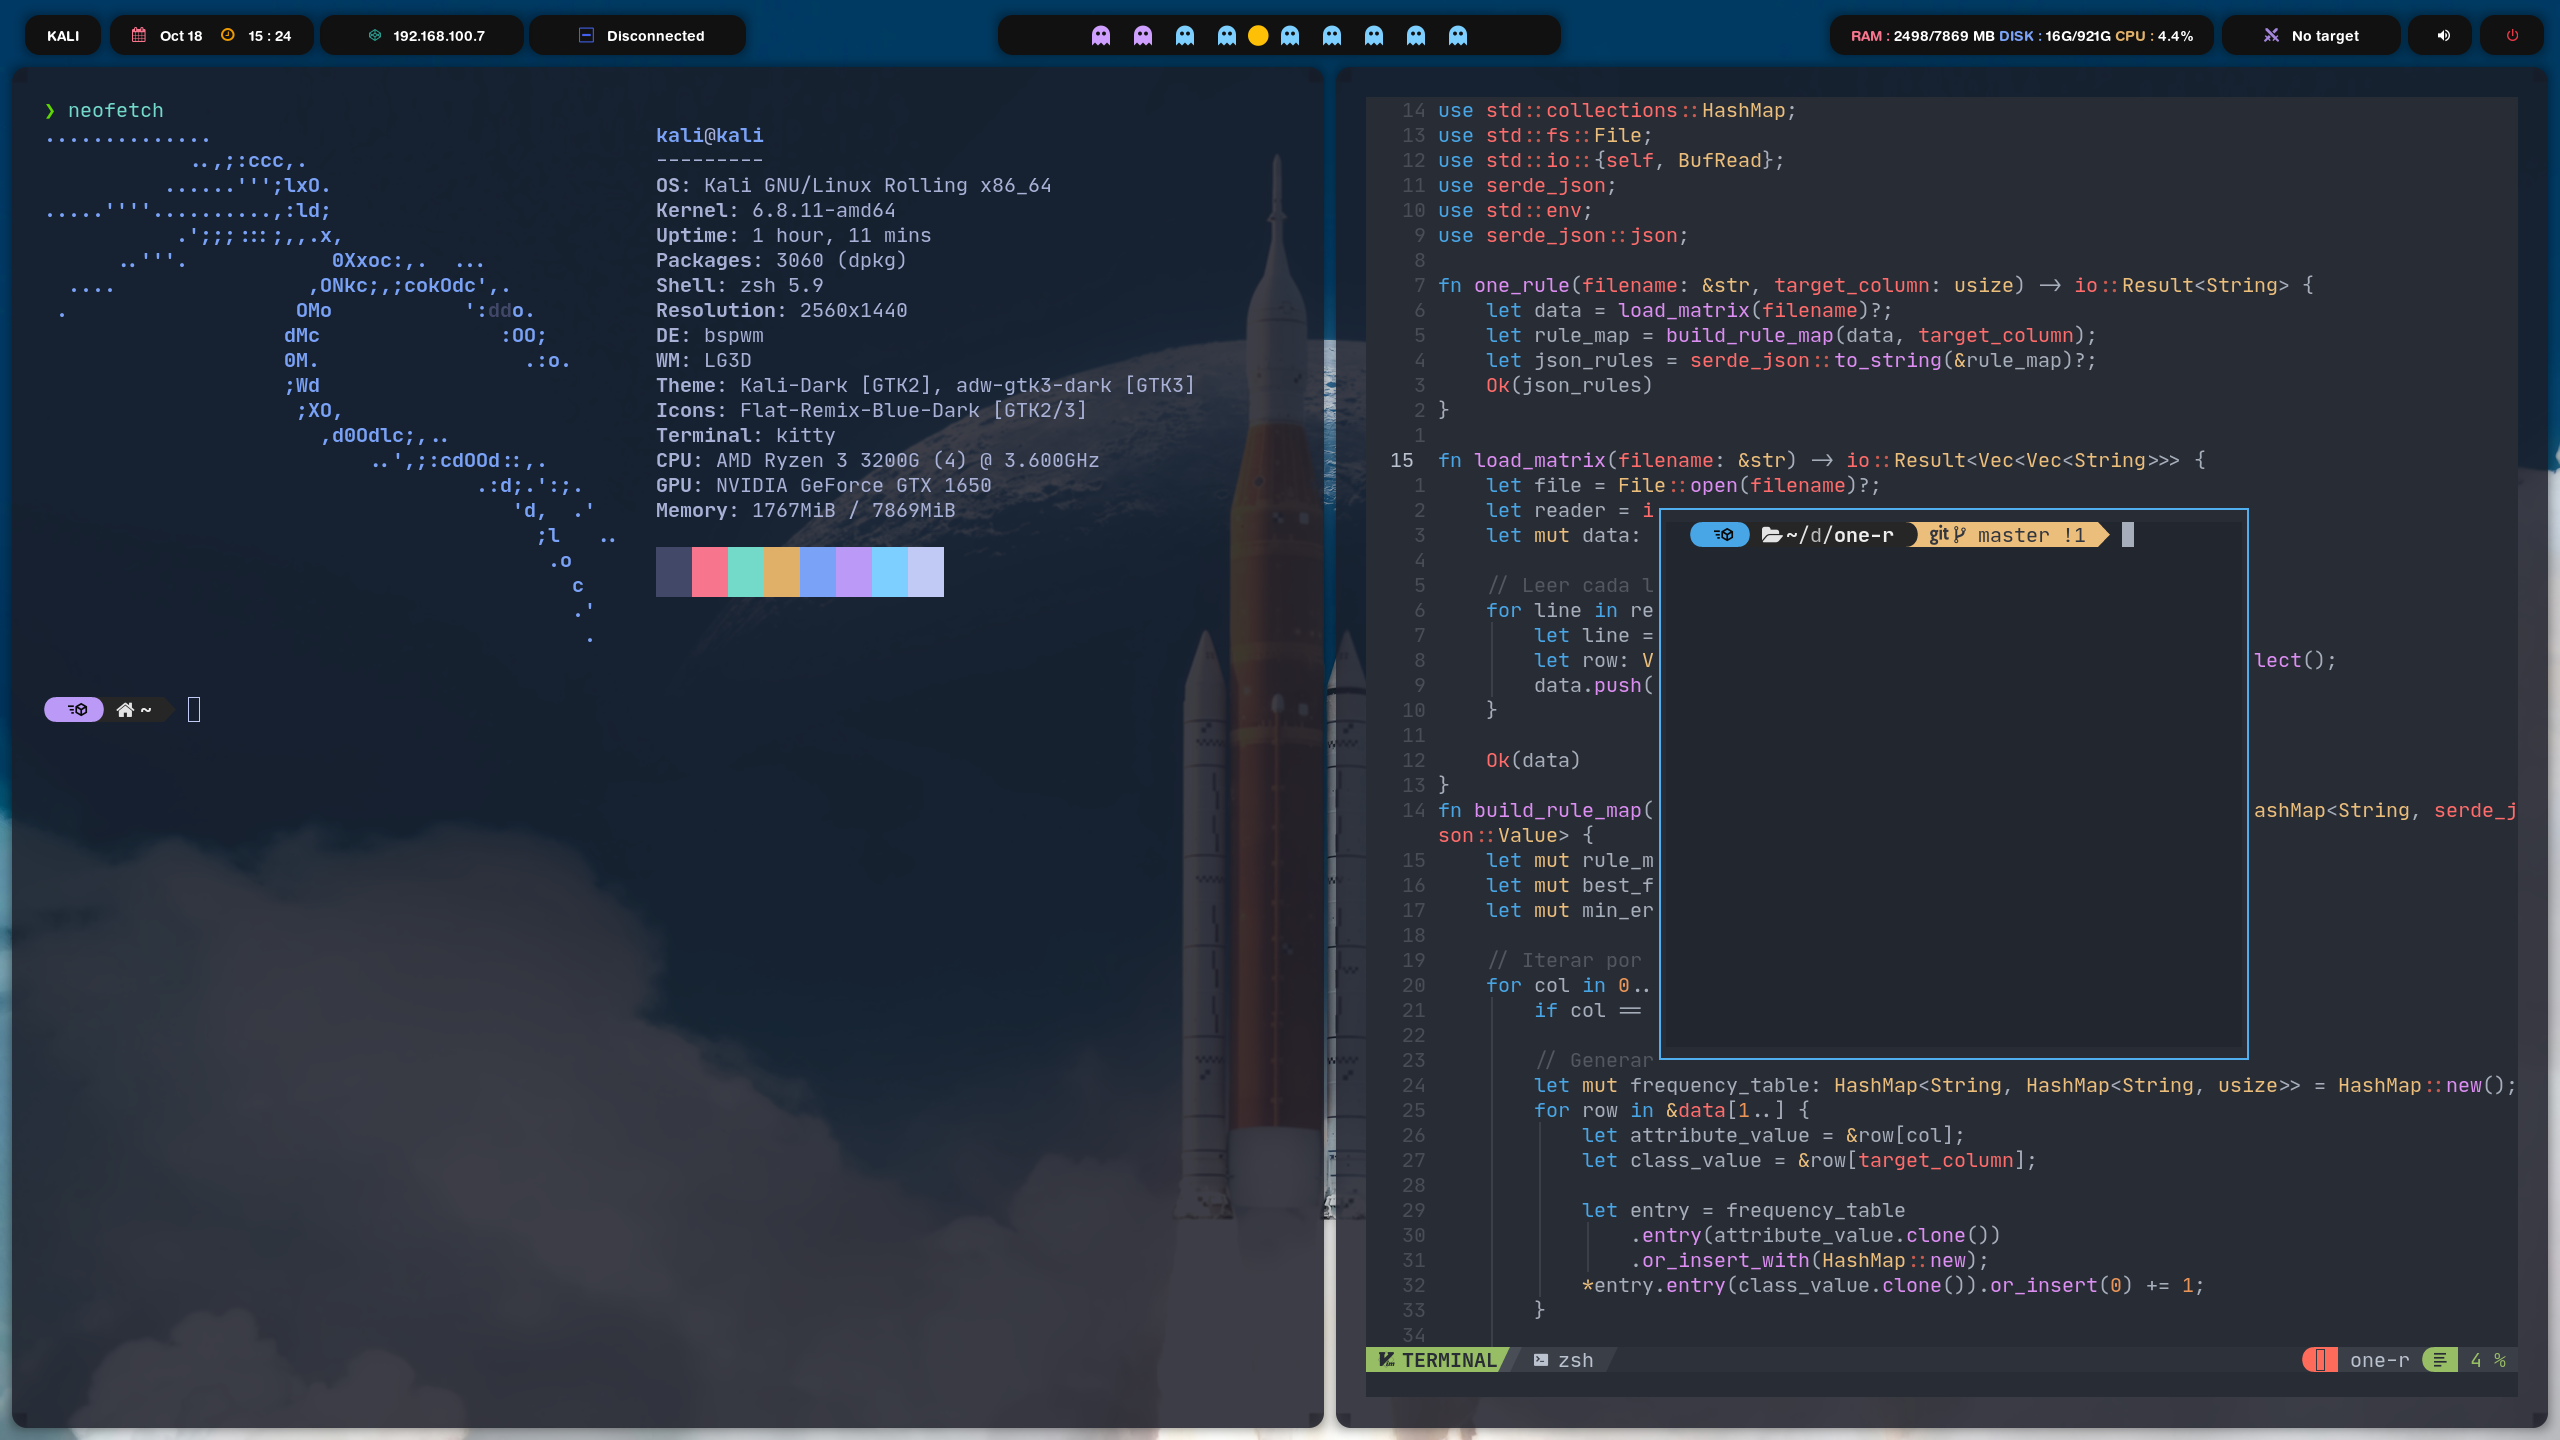 KALI
Oct 18 15 : 24
192.168.100.7
Disconnected
RAM : 2498/7869 MB DISK : 16G/921G CPU : 4.4%
No target
❯ neofetch
kali@kali
---------
OS: Kali GNU/Linux Rolling x86_64
Kernel: 6.8.11-amd64
Uptime: 1 hour, 11 mins
Packages: 3060 (dpkg)
Shell: zsh 5.9
Resolution: 2560x1440
DE: bspwm
WM: LG3D
Theme: Kali-Dark [GTK2], adw-gtk3-dark [GTK3]
Icons: Flat-Remix-Blue-Dark [GTK2/3]
Terminal: kitty
CPU: AMD Ryzen 3 3200G (4) @ 3.600GHz
GPU: NVIDIA GeForce GTX 1650
Memory: 1767MiB / 7869MiB
~
14 use std::collections::HashMap;
13 use std::fs::File;
12 use std::io::{self, BufRead};
11 use serde_json;
10 use std::env;
9 use serde_json::json;
8
7 fn one_rule(filename: &str, target_column: usize) -> io::Result<String> {
6 let data = load_matrix(filename)?;
5 let rule_map = build_rule_map(data, target_column);
4 let json_rules = serde_json::to_string(&rule_map)?;
3 Ok(json_rules)
2 }
1
15 fn load_matrix(filename: &str) -> io::Result<Vec<Vec<String>>> {
1 let file = File::open(filename)?;
2 let reader = i
3 let mut data:
4
5 // Leer cada l
6 for line in re
7 let line =
8 let row: V lect();
9 data.push(
10 }
11
12 Ok(data)
13 }
14 fn build_rule_map( ashMap<String, serde_j
son::Value> {
15 let mut rule_m
16 let mut best_f
17 let mut min_er
18
19 // Iterar por
20 for col in 0..
21 if col ==
22
23 // Generar
24 let mut frequency_table: HashMap<String, HashMap<String, usize>> = HashMap::new();
25 for row in &data[1..] {
26 let attribute_value = &row[col];
27 let class_value = &row[target_column];
28
29 let entry = frequency_table
30 .entry(attribute_value.clone())
31 .or_insert_with(HashMap::new);
32 *entry.entry(class_value.clone()).or_insert(0) += 1;
33 }
34
~/d/one-r git master !1
TERMINAL zsh one-r 4 %